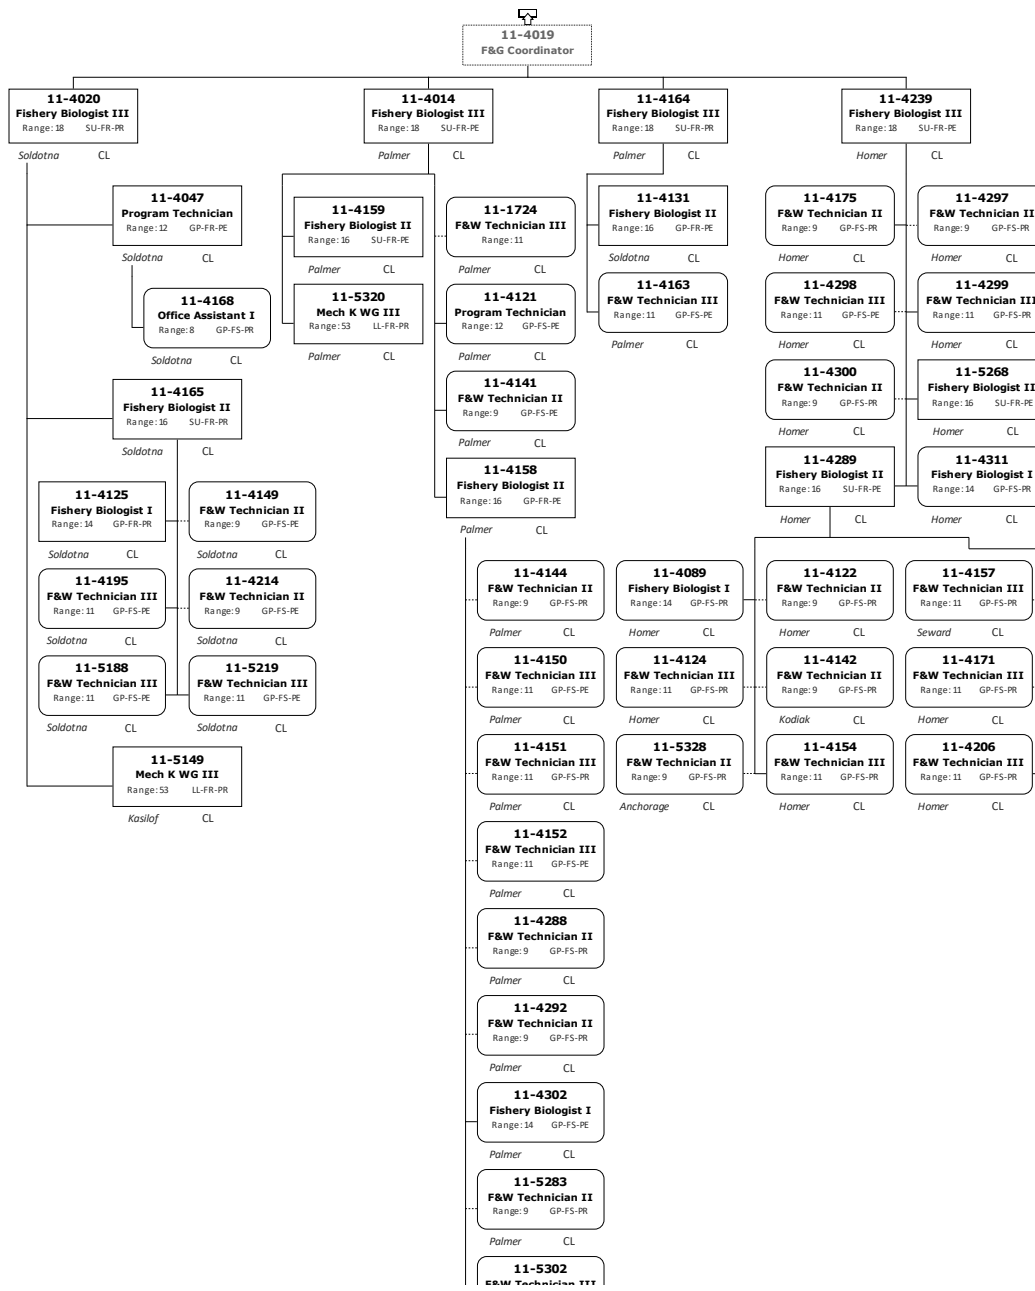 11-4019
F&G Coordinator
11-4020
Fishery Biologist III
Range: 18 SU-FR-PR
Soldotna CL
11-4014
Fishery Biologist III
Range: 18 SU-FR-PE
Palmer CL
11-4164
Fishery Biologist III
Range: 18 SU-FR-PR
Palmer CL
11-4239
Fishery Biologist III
Range: 18 SU-FR-PE
Homer CL
11-4047
Program Technician
Range: 12 GP-FR-PE
Soldotna CL
11-4168
Office Assistant I
Range: 8 GP-FS-PR
Soldotna CL
11-4165
Fishery Biologist II
Range: 16 SU-FR-PR
Soldotna CL
11-4125
Fishery Biologist I
Range: 14 GP-FR-PR
Soldotna CL
11-4149
F&W Technician II
Range: 9 GP-FS-PE
Soldotna CL
11-4195
F&W Technician III
Range: 11 GP-FS-PE
Soldotna CL
11-4214
F&W Technician II
Range: 9 GP-FS-PE
Soldotna CL
11-5188
F&W Technician III
Range: 11 GP-FS-PE
Soldotna CL
11-5219
F&W Technician III
Range: 11 GP-FS-PE
Soldotna CL
11-5149
Mech K WG III
Range: 53 LL-FR-PR
Kasilof CL
11-4159
Fishery Biologist II
Range: 16 SU-FR-PE
Palmer CL
11-5320
Mech K WG III
Range: 53 LL-FR-PR
Palmer CL
11-1724
F&W Technician III
Range: 11
Palmer CL
11-4121
Program Technician
Range: 12 GP-FS-PE
Palmer CL
11-4141
F&W Technician II
Range: 9 GP-FS-PE
Palmer CL
11-4158
Fishery Biologist II
Range: 16 GP-FR-PE
Palmer CL
11-4144
F&W Technician II
Range: 9 GP-FS-PR
Palmer CL
11-4150
F&W Technician III
Range: 11 GP-FS-PE
Palmer CL
11-4151
F&W Technician III
Range: 11 GP-FS-PR
Palmer CL
11-4152
F&W Technician III
Range: 11 GP-FS-PE
Palmer CL
11-4288
F&W Technician II
Range: 9 GP-FS-PR
Palmer CL
11-4292
F&W Technician II
Range: 9 GP-FS-PR
Palmer CL
11-4302
Fishery Biologist I
Range: 14 GP-FS-PE
Palmer CL
11-5283
F&W Technician II
Range: 9 GP-FS-PR
Palmer CL
11-5302
F&W Technician III
11-4131
Fishery Biologist II
Range: 16 GP-FR-PE
Soldotna CL
11-4163
F&W Technician III
Range: 11 GP-FS-PE
Palmer CL
11-4175
F&W Technician II
Range: 9 GP-FS-PR
Homer CL
11-4297
F&W Technician II
Range: 9 GP-FS-PR
Homer CL
11-4298
F&W Technician III
Range: 11 GP-FS-PE
Homer CL
11-4299
F&W Technician III
Range: 11 GP-FS-PR
Homer CL
11-4300
F&W Technician II
Range: 9 GP-FS-PR
Homer CL
11-5268
Fishery Biologist II
Range: 16 SU-FR-PE
Homer CL
11-4289
Fishery Biologist II
Range: 16 SU-FR-PE
Homer CL
11-4311
Fishery Biologist I
Range: 14 GP-FS-PR
Homer CL
11-4089
Fishery Biologist I
Range: 14 GP-FS-PR
Homer CL
11-4122
F&W Technician II
Range: 9 GP-FS-PR
Homer CL
11-4157
F&W Technician III
Range: 11 GP-FS-PR
Seward CL
11-4124
F&W Technician III
Range: 11 GP-FS-PR
Homer CL
11-4142
F&W Technician II
Range: 9 GP-FS-PR
Kodiak CL
11-4171
F&W Technician III
Range: 11 GP-FS-PR
Homer CL
11-5328
F&W Technician II
Range: 9 GP-FS-PR
Anchorage CL
11-4154
F&W Technician III
Range: 11 GP-FS-PR
Homer CL
11-4206
F&W Technician III
Range: 11 GP-FS-PR
Homer CL